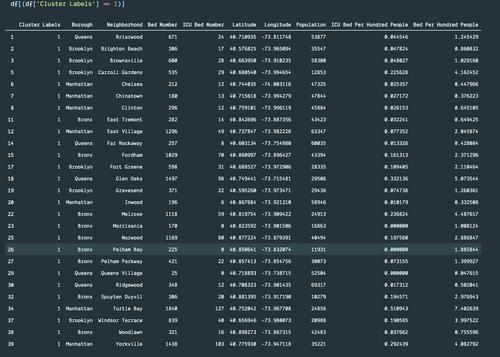 df[(df['Cluster Labels'] == 1)]
Cluster Labels Borough Neighborhood Bed Number ICU Bed Number Latitude Longitude Population ICU Bed Per Hundred People Bed Per Hundred People
1 1 Queens Briarwood 671 24 40.710935 -73.811748 53877 0.044546 1.245429
2 1 Brooklyn Brighton Beach 306 17 40.576825 -73.965094 35547 0.047824 0.860832
3 1 Brooklyn Brownsville 600 28 40.663950 -73.910235 58300 0.048027 1.029160
5 1 Brooklyn Carroll Gardens 535 29 40.680540 -73.994654 12853 0.225628 4.162452
6 1 Manhattan Chelsea 212 12 40.744035 -74.003116 47325 0.025357 0.447966
7 1 Manhattan Chinatown 180 13 40.715618 -73.994279 47844 0.027172 0.376223
8 1 Manhattan Clinton 296 12 40.759101 -73.996119 45884 0.026153 0.645105
11 1 Bronx East Tremont 282 14 40.842696 -73.887356 43423 0.032241 0.649425
12 1 Manhattan East Village 1296 49 40.727847 -73.982226 63347 0.077352 2.045874
14 1 Queens Far Rockaway 257 8 40.603134 -73.754980 60035 0.013326 0.428084
15 1 Bronx Fordham 1029 70 40.860997 -73.896427 43394 0.161313 2.371296
17 1 Brooklyn Fort Greene 598 31 40.688527 -73.972906 28335 0.109405 2.110464
18 1 Queens Glen Oaks 1497 98 40.749441 -73.715481 29506 0.332136 5.073544
19 1 Brooklyn Gravesend 371 22 40.595260 -73.973471 29436 0.074738 1.260361
20 1 Manhattan Inwood 196 6 40.867684 -73.921210 58946 0.010179 0.332508
22 1 Bronx Melrose 1118 59 40.819754 -73.909422 24913 0.236824 4.487617
23 1 Bronx Morrisania 170 0 40.823592 -73.901506 16863 0.000000 1.008124
25 1 Bronx Norwood 1169 80 40.877224 -73.879391 40494 0.197560 2.886847
26 1 Bronx Pelham Bay 225 0 40.850641 -73.832073 11931 0.000000 1.885844
27 1 Bronx Pelham Parkway 421 22 40.857413 -73.854756 30073 0.073155 1.399927
29 1 Queens Queens Village 25 0 40.718893 -73.738715 52504 0.000000 0.047615
30 1 Queens Ridgewood 348 12 40.708323 -73.901435 69317 0.017312 0.502041
32 1 Bronx Spuyten Duyvil 306 20 40.881395 -73.917190 10279 0.194571 2.976943
34 1 Manhattan Turtle Bay 1840 127 40.752042 -73.967708 24856 0.510943 7.402639
37 1 Brooklyn Windsor Terrace 839 40 40.656946 -73.980073 20988 0.190585 3.997522
38 1 Bronx Woodlawn 321 16 40.898273 -73.867315 42483 0.037662 0.755596
39 1 Manhattan Yorkville 1438 103 40.775930 -73.947118 35221 0.292439 4.082792